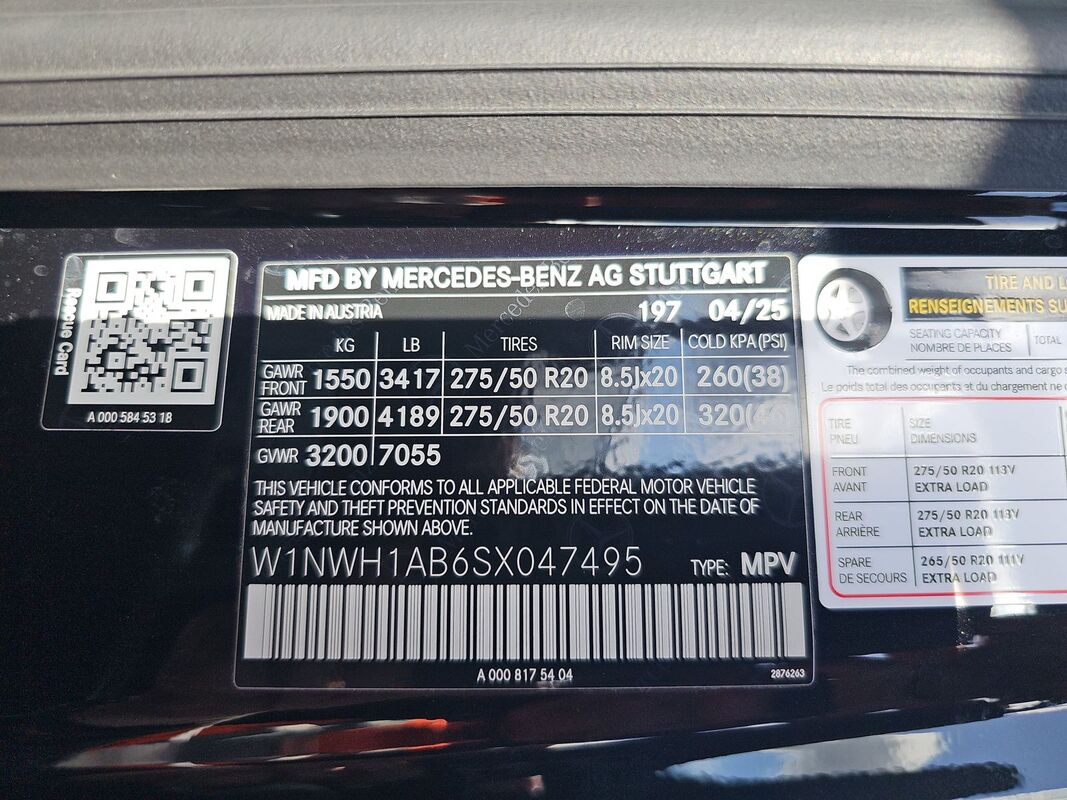 Rescue Card
A 000 584 53 18
MFD BY MERCEDES-BENZ AG STUTTGART
MADE IN AUSTRIA 197 04/25
KG LB TIRES RIM SIZE COLD KPA(PSI)
GAWR FRONT 1550 3417 275/50 R20 8.5Jx20 260(38)
GAWR REAR 1900 4189 275/50 R20 8.5Jx20 320(46)
GVWR 3200 7055
THIS VEHICLE CONFORMS TO ALL APPLICABLE FEDERAL MOTOR VEHICLE
SAFETY AND THEFT PREVENTION STANDARDS IN EFFECT ON THE DATE OF
MANUFACTURE SHOWN ABOVE.
W1NWH1AB6SX047495 TYPE: MPV
A 000 817 54 04 2876263
TIRE AND
RENSEIGNEMENTS
SEATING CAPACITY
NOMBRE DE PLACES TOTAL
The combined weight of occupants and cargo
Le poids total des occupants et du chargement ne
TIRE SIZE
PNEU DIMENSIONS
FRONT 275/50 R20 113V
AVANT EXTRA LOAD
REAR 275/50 R20 113V
ARRIÈRE EXTRA LOAD
SPARE 265/50 R20 111V
DE SECOURS EXTRA LOAD